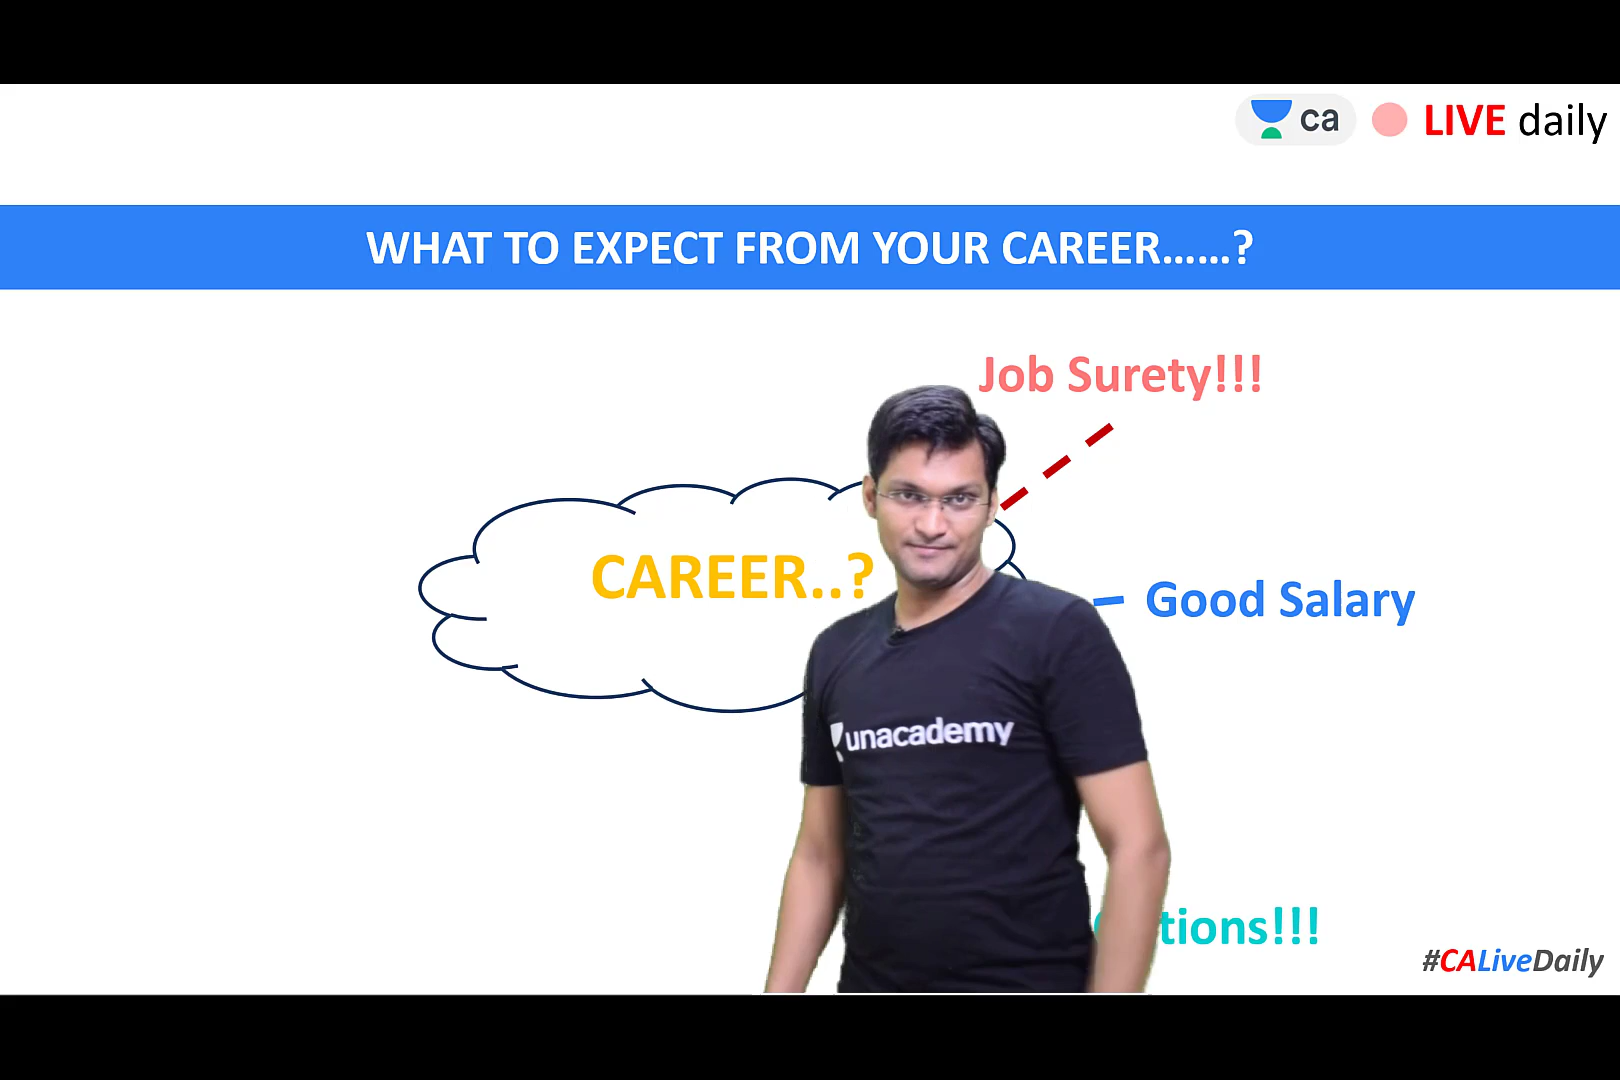 ca LIVE daily
WHAT TO EXPECT FROM YOUR CAREER......?
Job Surety!!!
CAREER..?
Good Salary
unacademy
#CALiveDaily